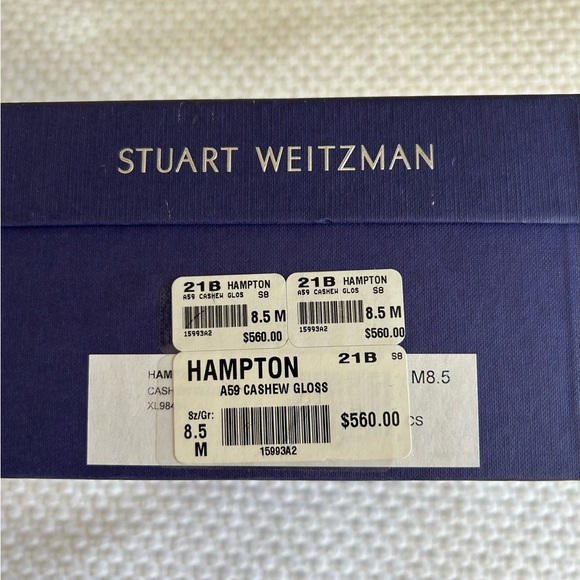 STUART WEITZMAN
21B HAMPTON
A59 CASHEW GLOS S8
8.5 M
15993A2
$560.00
21B HAMPTON
A59 CASHEW GLOS S8
8.5 M
15993A2
$560.00
HAMPTON 21B S8
A59 CASHEW GLOSS
Sz/Gr:
8.5
M
$560.00
15993A2
HAM
CASH
XL984
M8.5
CS